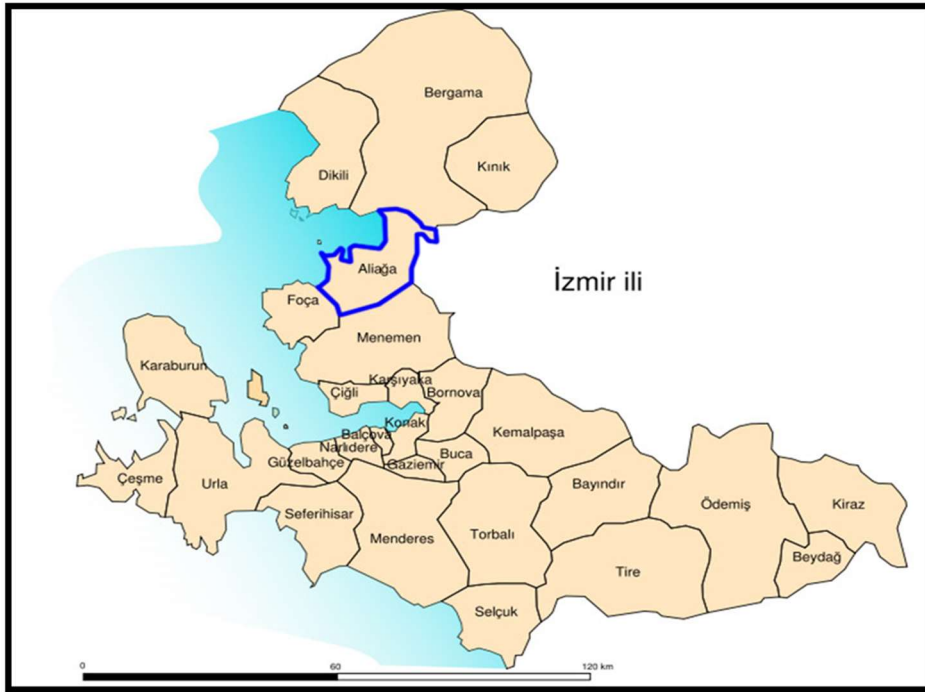 Bergama
Kınık
Dikili
Aliağa
İzmir ili
Foça
Menemen
Karaburun
Karşıyaka
Çiğli
Bornova
Konak
Kemalpaşa
Balçova
Narlıdere
Buca
Güzelbahçe
Gaziemir
Çeşme
Urla
Bayındır
Ödemiş
Kiraz
Seferihisar
Menderes
Torbalı
Beydağ
Tire
Selçuk
0 60 120 km